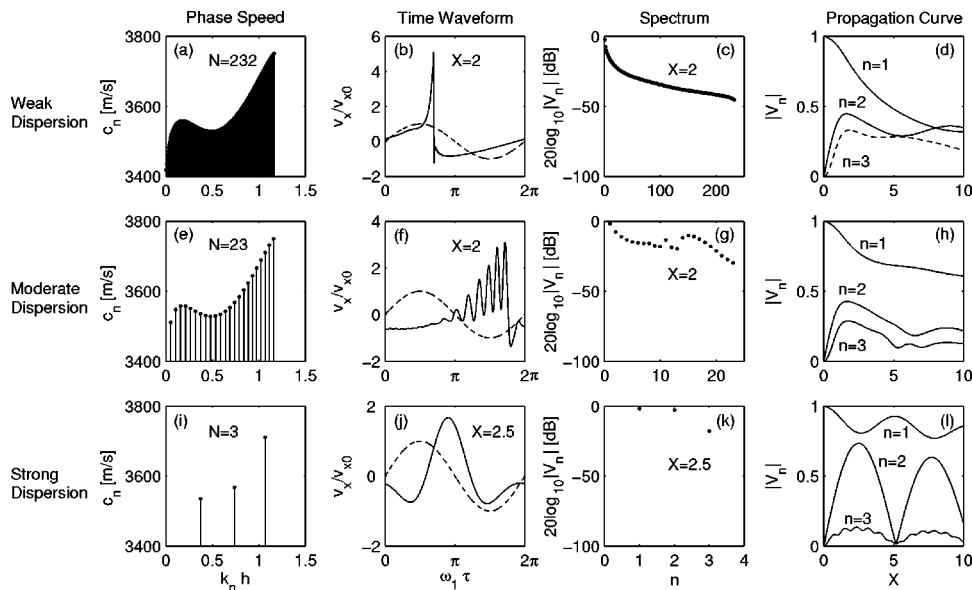 Phase Speed Time Waveform Spectrum Propagation Curve
Weak Dispersion
(a) N=232
c_n [m/s]
3800
3600
3400
0 0.5 1 1.5
(b) X=2
v_x/v_x0
6
4
2
0
−2
π 2π
(c) X=2
20log_10|V_n| [dB]
0
−50
−100
0 100 200
(d) n=1
n=2
n=3
|V_n|
1
0.5
0
0 5 10
Moderate Dispersion
(e) N=23
c_n [m/s]
3800
3600
3400
0 0.5 1 1.5
(f) X=2
v_x/v_x0
4
2
0
−2
π 2π
(g) X=2
20log_10|V_n| [dB]
0
−50
−100
0 10 20
(h) n=1
n=2
n=3
|V_n|
1
0.5
0
0 5 10
Strong Dispersion
(i) N=3
c_n [m/s]
3800
3600
3400
0 0.5 1 1.5
k_n h
(j) X=2.5
v_x/v_x0
2
0
−2
π 2π
ω_1 τ
(k) X=2.5
20log_10|V_n| [dB]
0
−50
−100
0 1 2 3 4
n
(l) n=1
n=2
n=3
|V_n|
1
0.5
0
0 5 10
X